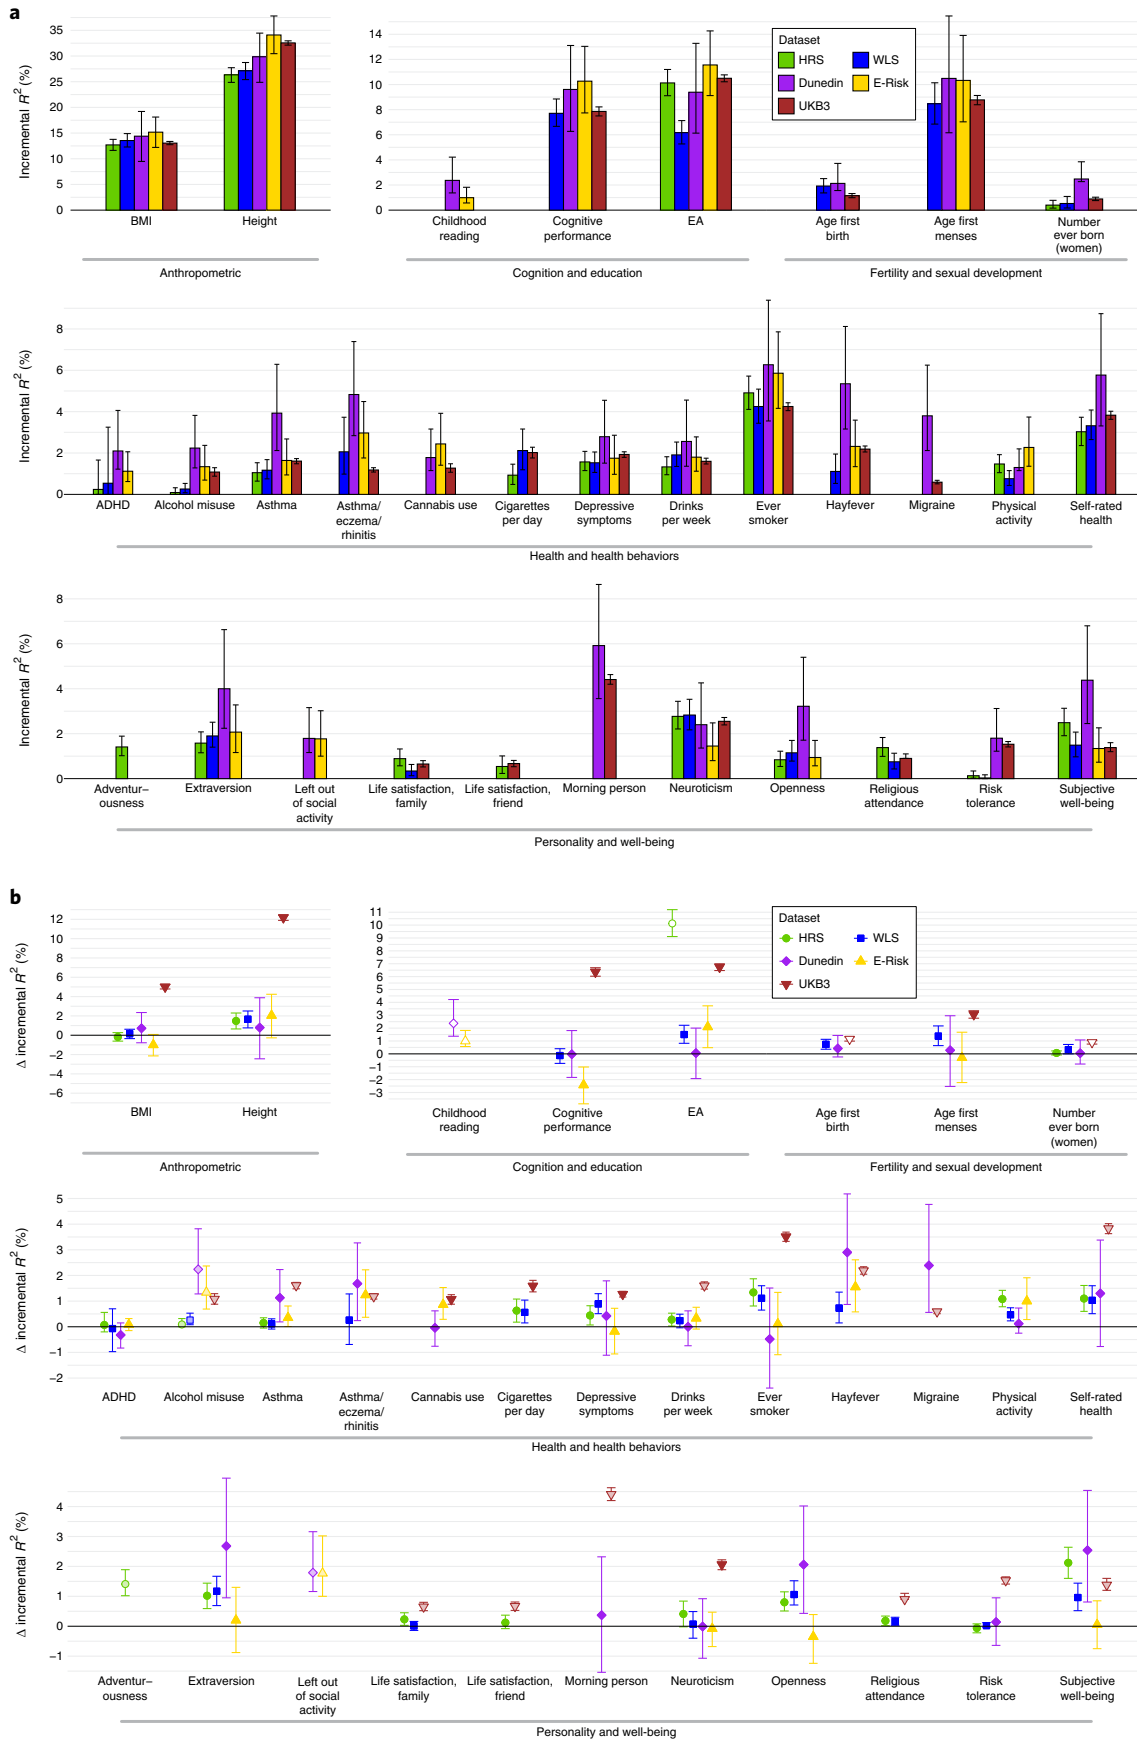 a
Incremental R² (%)
35
30
25
20
15
10
5
0
BMI
Height
Anthropometric
14
12
10
8
6
4
2
0
Childhood
reading
Cognitive
performance
EA
Cognition and education
Age first
birth
Age first
menses
Number
ever born
(women)
Fertility and sexual development
Dataset
HRS
WLS
Dunedin
E-Risk
UKB3
Incremental R² (%)
8
6
4
2
0
ADHD
Alcohol misuse
Asthma
Asthma/
eczema/
rhinitis
Cannabis use
Cigarettes
per day
Depressive
symptoms
Drinks
per week
Ever
smoker
Hayfever
Migraine
Physical
activity
Self-rated
health
Health and health behaviors
Incremental R² (%)
8
6
4
2
0
Adventur–
ousness
Extraversion
Left out
of social
activity
Life satisfaction,
family
Life satisfaction,
friend
Morning person
Neuroticism
Openness
Religious
attendance
Risk
tolerance
Subjective
well-being
Personality and well-being
b
Δ incremental R² (%)
12
10
8
6
4
2
0
−2
−4
−6
BMI
Height
Anthropometric
11
10
9
8
7
6
5
4
3
2
1
0
−1
−2
−3
Childhood
reading
Cognitive
performance
EA
Cognition and education
Age first
birth
Age first
menses
Number
ever born
(women)
Fertility and sexual development
Dataset
HRS
WLS
Dunedin
E-Risk
UKB3
Δ incremental R² (%)
5
4
3
2
1
0
−1
−2
ADHD
Alcohol misuse
Asthma
Asthma/
eczema/
rhinitis
Cannabis use
Cigarettes
per day
Depressive
symptoms
Drinks
per week
Ever
smoker
Hayfever
Migraine
Physical
activity
Self-rated
health
Health and health behaviors
Δ incremental R² (%)
4
3
2
1
0
−1
Adventur–
ousness
Extraversion
Left out
of social
activity
Life satisfaction,
family
Life satisfaction,
friend
Morning person
Neuroticism
Openness
Religious
attendance
Risk
tolerance
Subjective
well-being
Personality and well-being